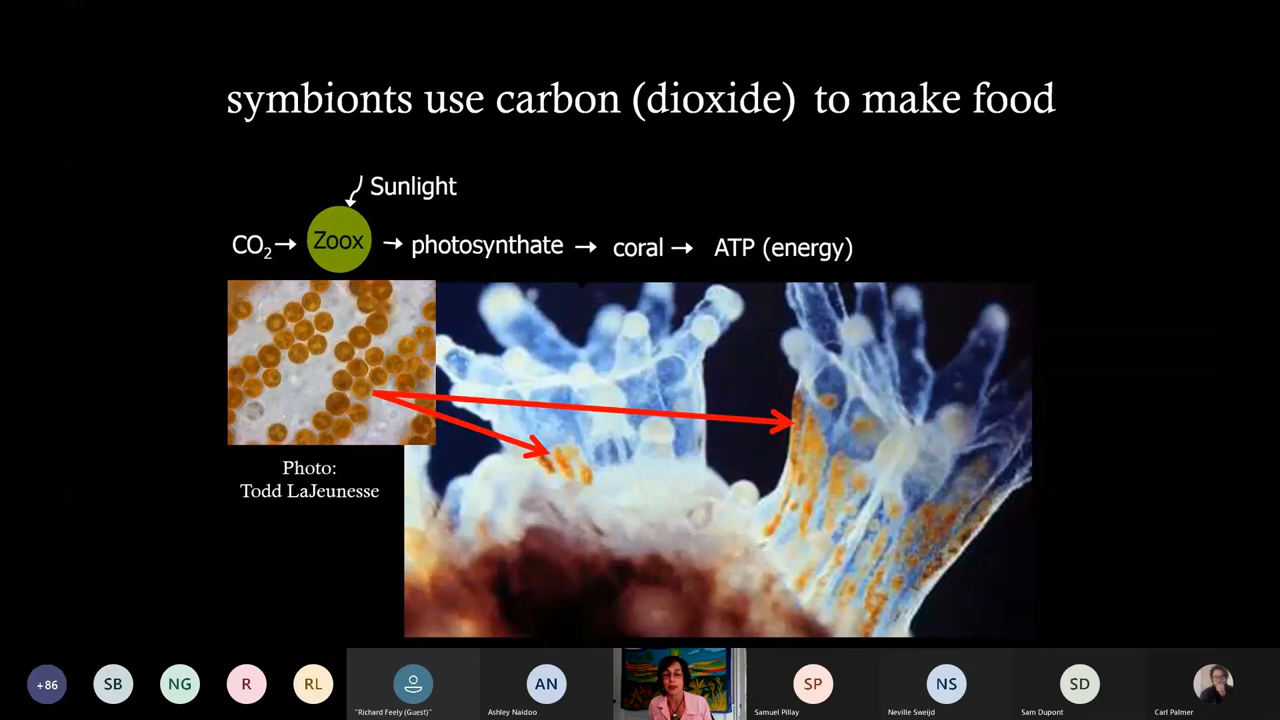 symbionts use carbon (dioxide) to make food
Sunlight
CO₂→ Zoox → photosynthate → coral → ATP (energy)
Photo:
Todd LaJeunesse
+86
SB
NG
R
RL
"Richard Feely (Guest)"
AN
Ashley Naidoo
SP
Samuel Pillay
NS
Neville Sweijd
SD
Sam Dupont
Carl Palmer